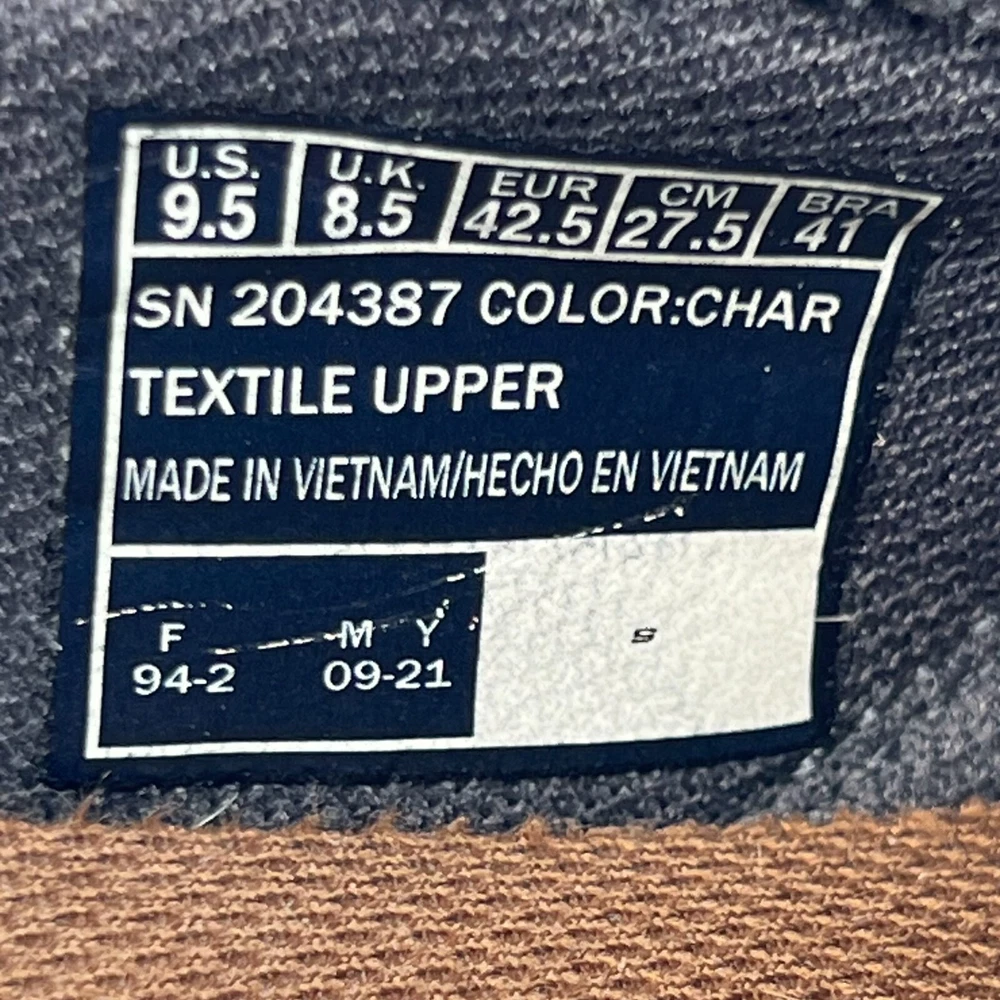 U.S. U.K. EUR CM BRA
9.5 8.5 42.5 27.5 41
SN 204387 COLOR:CHAR
TEXTILE UPPER
MADE IN VIETNAM/HECHO EN VIETNAM
F M Y
94-2 09-21
S